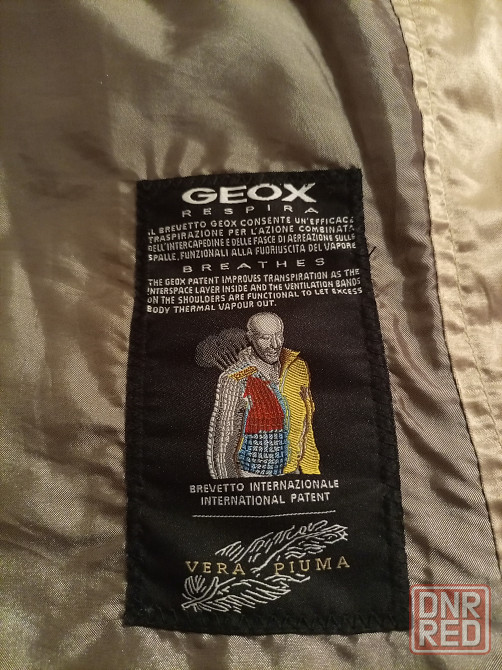 GEOX
RESPIRA
IL BREVETTO GEOX CONSENTE UN'EFFICACE
TRASPIRAZIONE PER L'AZIONE COMBINATA
DELL'INTERCAPEDINE E DELLE FASCE DI AEREAZIONE SULLE
SPALLE, FUNZIONALI ALLA FUORIUSCITA DEL VAPORE
BREATHES
THE GEOX PATENT IMPROVES TRANSPIRATION AS THE
INTERSPACE LAYER INSIDE AND THE VENTILATION BANDS
ON THE SHOULDERS ARE FUNCTIONAL TO LET EXCESS
BODY THERMAL VAPOUR OUT.
BREVETTO INTERNAZIONALE
INTERNATIONAL PATENT
VERA PIUMA
DNR
RED